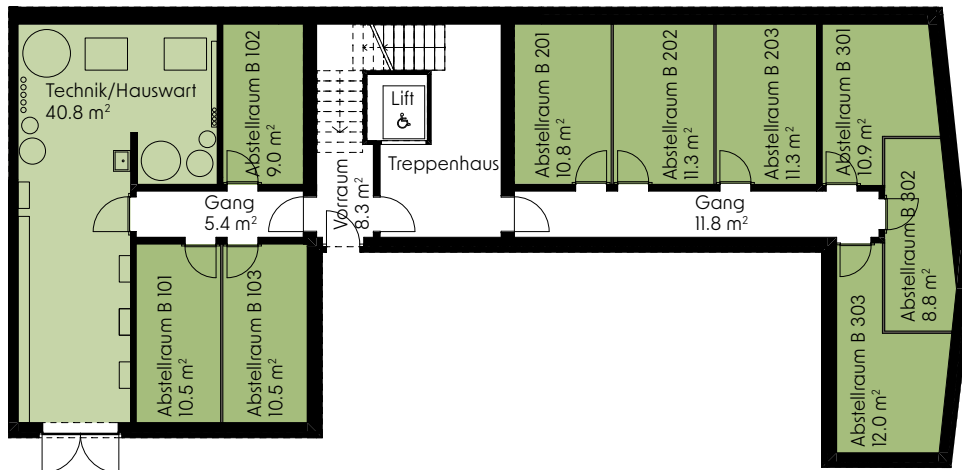 Technik/Hauswart
40.8 m²
Abstellraum B 102
9.0 m²
Lift
Treppenhaus
Vorraum
8.3 m²
Gang
5.4 m²
Abstellraum B 101
10.5 m²
Abstellraum B 103
10.5 m²
Abstellraum B 201
10.8 m²
Abstellraum B 202
11.3 m²
Abstellraum B 203
11.3 m²
Abstellraum B 301
10.9 m²
Gang
11.8 m²
Abstellraum B 302
8.8 m²
Abstellraum B 303
12.0 m²